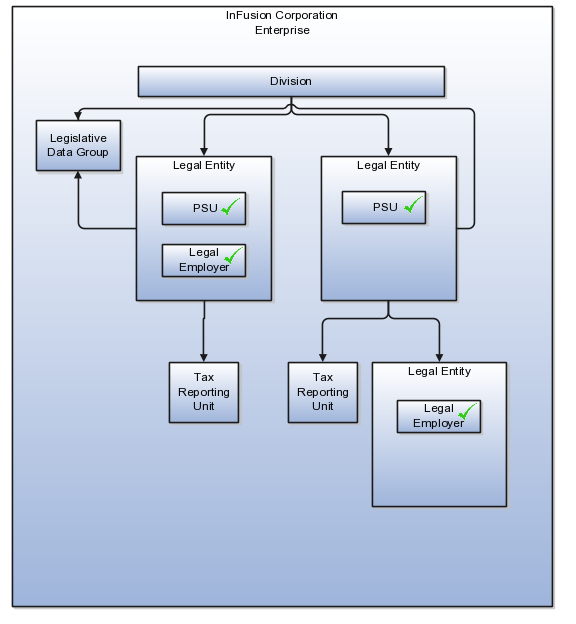 InFusion Corporation
Enterprise
Division
Legislative
Data Group
Legal Entity
PSU
Legal
Employer
Legal Entity
PSU
Tax
Reporting
Unit
Tax
Reporting
Unit
Legal Entity
Legal
Employer